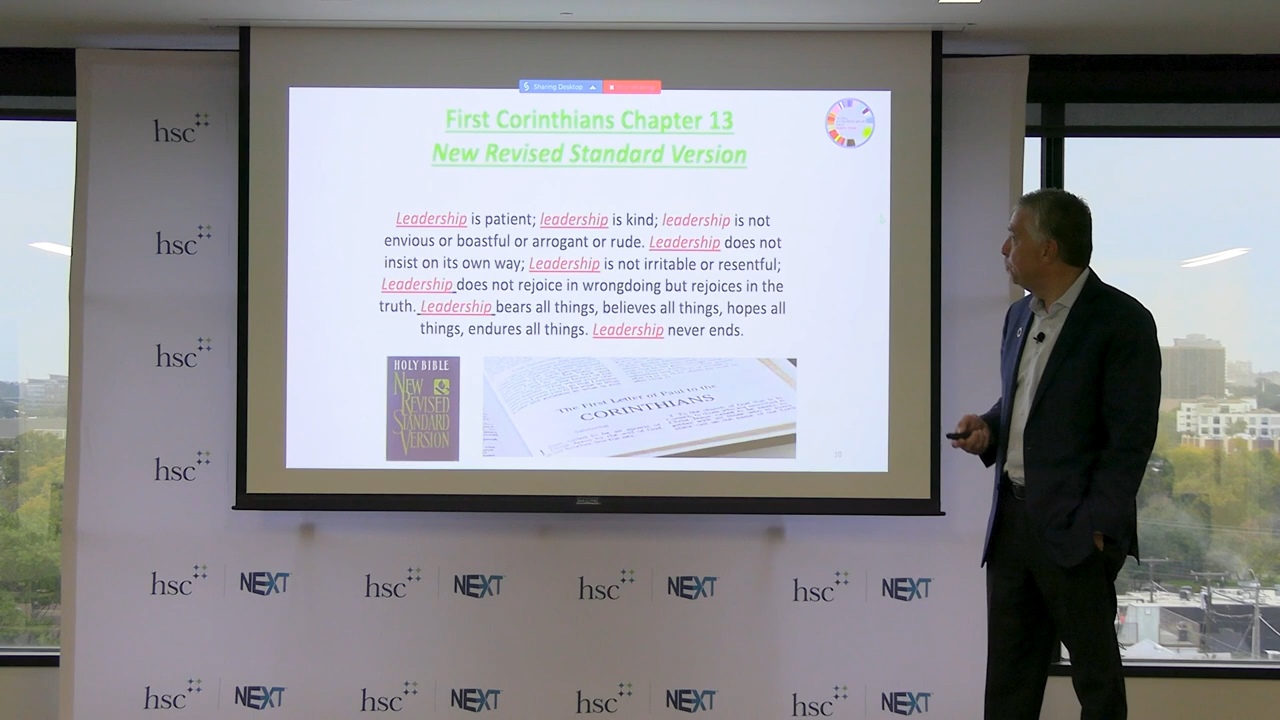 Sharing Desktop
First Corinthians Chapter 13
New Revised Standard Version
Leadership is patient; leadership is kind; leadership is not
envious or boastful or arrogant or rude. Leadership does not
insist on its own way; Leadership is not irritable or resentful;
Leadership does not rejoice in wrongdoing but rejoices in the
truth. Leadership bears all things, believes all things, hopes all
things, endures all things. Leadership never ends.
HOLY BIBLE
NEW
REVISED
STANDARD
VERSION
The First Letter of Paul to the
CORINTHIANS
hsc
hsc
hsc
hsc
hsc NEXT hsc NEXT hsc NEXT hsc NEXT
hsc NEXT hsc NEXT hsc NEXT hsc NEXT